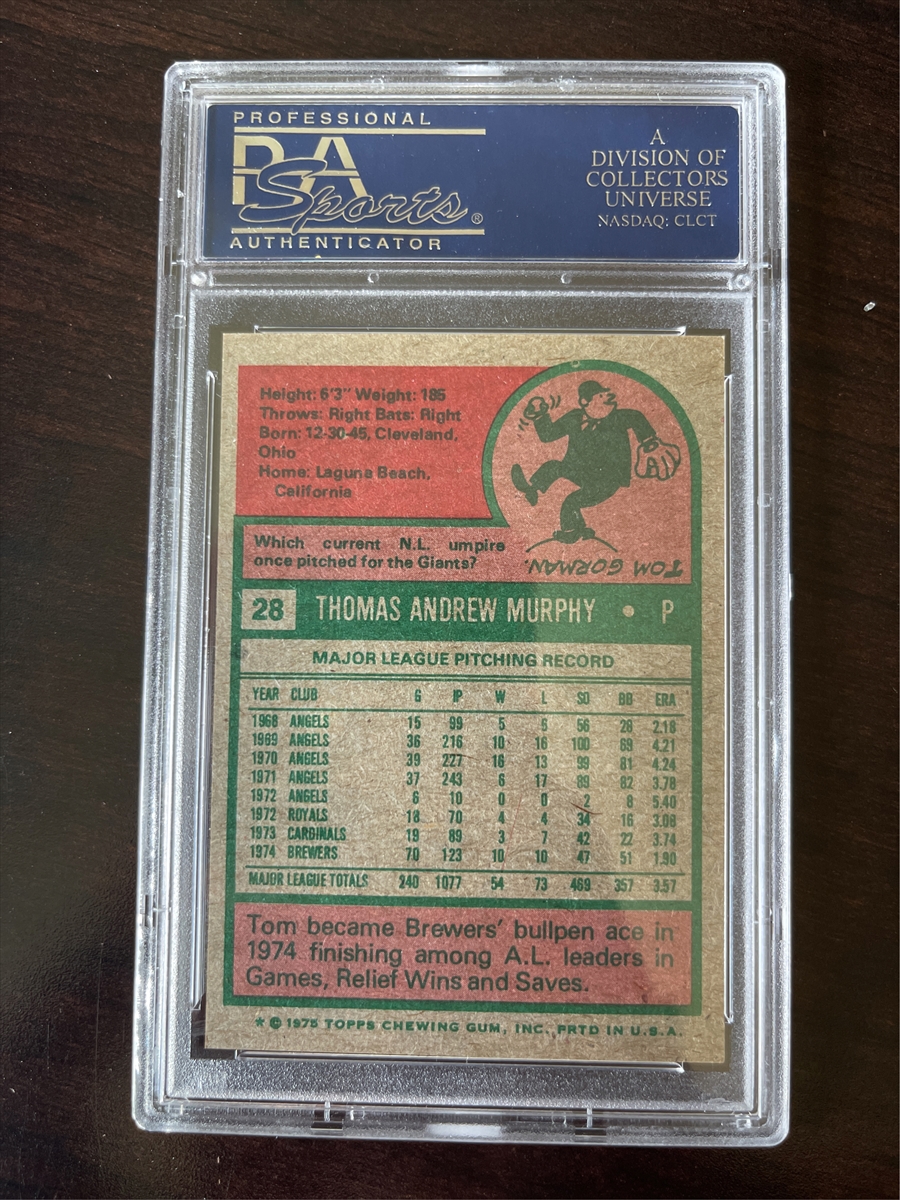 PROFESSIONAL
PSA
Sports®
AUTHENTICATOR
A
DIVISION OF
COLLECTORS
UNIVERSE
NASDAQ: CLCT
Height: 6'3" Weight: 185
Throws: Right Bats: Right
Born: 12-30-45, Cleveland,
Ohio
Home: Laguna Beach,
California
Which current N.L. umpire
once pitched for the Giants?
TOM GORMAN.
28 THOMAS ANDREW MURPHY • P
MAJOR LEAGUE PITCHING RECORD
YEAR CLUB G IP W L SO BB ERA
1968 ANGELS 15 99 5 6 56 28 2.18
1969 ANGELS 36 216 10 16 100 69 4.21
1970 ANGELS 39 227 16 13 99 81 4.24
1971 ANGELS 37 243 6 17 89 82 3.78
1972 ANGELS 6 10 0 0 2 8 5.40
1972 ROYALS 18 70 4 4 34 16 3.08
1973 CARDINALS 19 89 3 7 42 22 3.74
1974 BREWERS 70 123 10 10 47 51 1.90
MAJOR LEAGUE TOTALS 240 1077 54 73 469 357 3.57
Tom became Brewers' bullpen ace in
1974 finishing among A.L. leaders in
Games, Relief Wins and Saves.
* © 1975 TOPPS CHEWING GUM, INC. PRTD IN U.S.A.